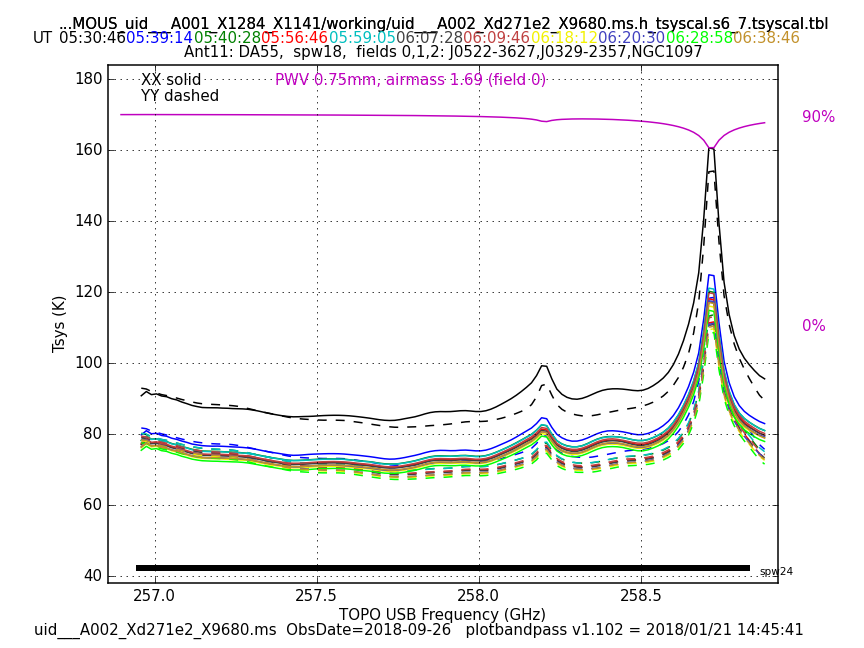 ...MOUS_uid___A001_X1284_X1141/working/uid___A002_Xd271e2_X9680.ms.h_tsyscal.s6_7.tsyscal.tbl
UT 05:30:46 05:39:14 05:40:28 05:56:46 05:59:05 06:07:28 06:09:46 06:18:12 06:20:30 06:28:58 06:38:46
Ant11: DA55, spw18, fields 0,1,2: J0522-3627,J0329-2357,NGC1097
180
XX solid
PWV 0.75mm, airmass 1.69 (field 0)
YY dashed
90%
160
140
120
0%
Tsys (K)
100
80
60
40
spw24
257.0 257.5 258.0 258.5
TOPO USB Frequency (GHz)
uid___A002_Xd271e2_X9680.ms ObsDate=2018-09-26 plotbandpass v1.102 = 2018/01/21 14:45:41